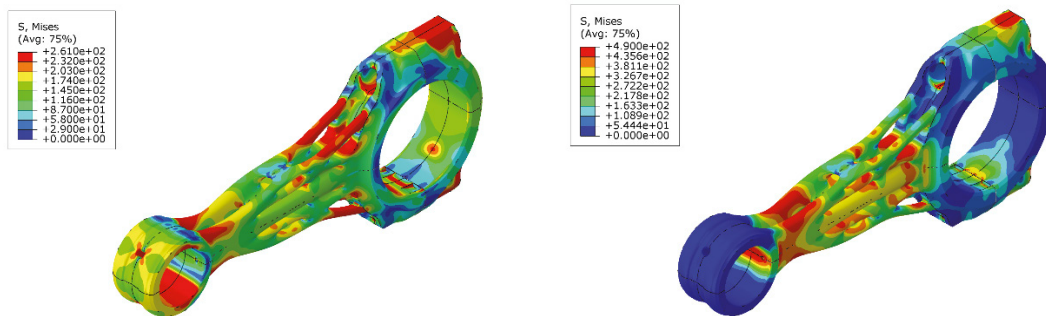 S, Mises
(Avg: 75%)
+2.610e+02
+2.320e+02
+2.030e+02
+1.740e+02
+1.450e+02
+1.160e+02
+8.700e+01
+5.800e+01
+2.900e+01
+0.000e+00
S, Mises
(Avg: 75%)
+4.900e+02
+4.356e+02
+3.811e+02
+3.267e+02
+2.722e+02
+2.178e+02
+1.633e+02
+1.089e+02
+5.444e+01
+0.000e+00